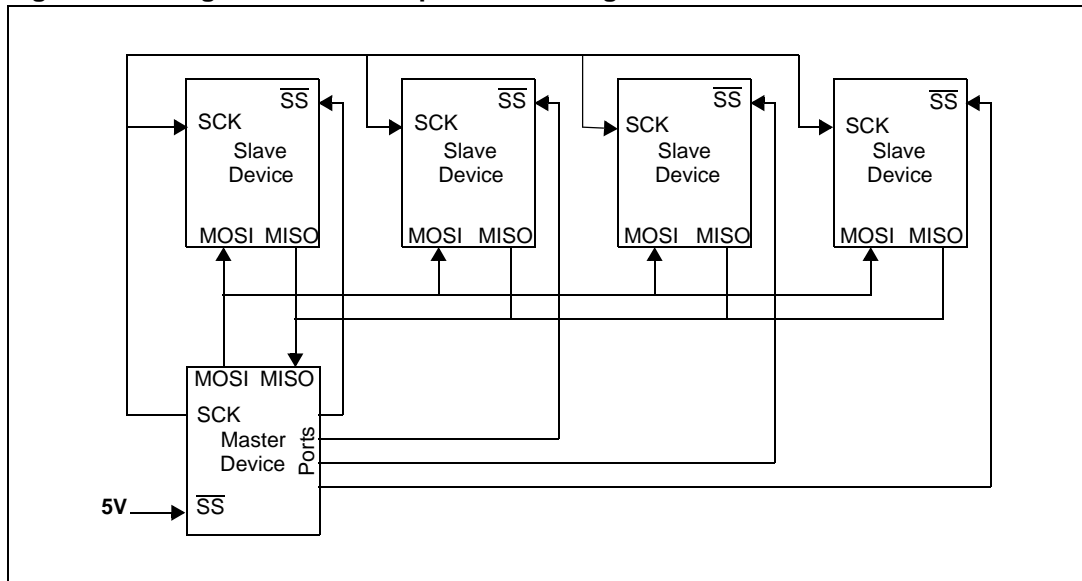 SS SS SS SS
SCK SCK SCK SCK
Slave Slave Slave Slave
Device Device Device Device
MOSI MISO MOSI MISO MOSI MISO MOSI MISO
MOSI MISO
SCK
Master
Device
Ports
5V
SS